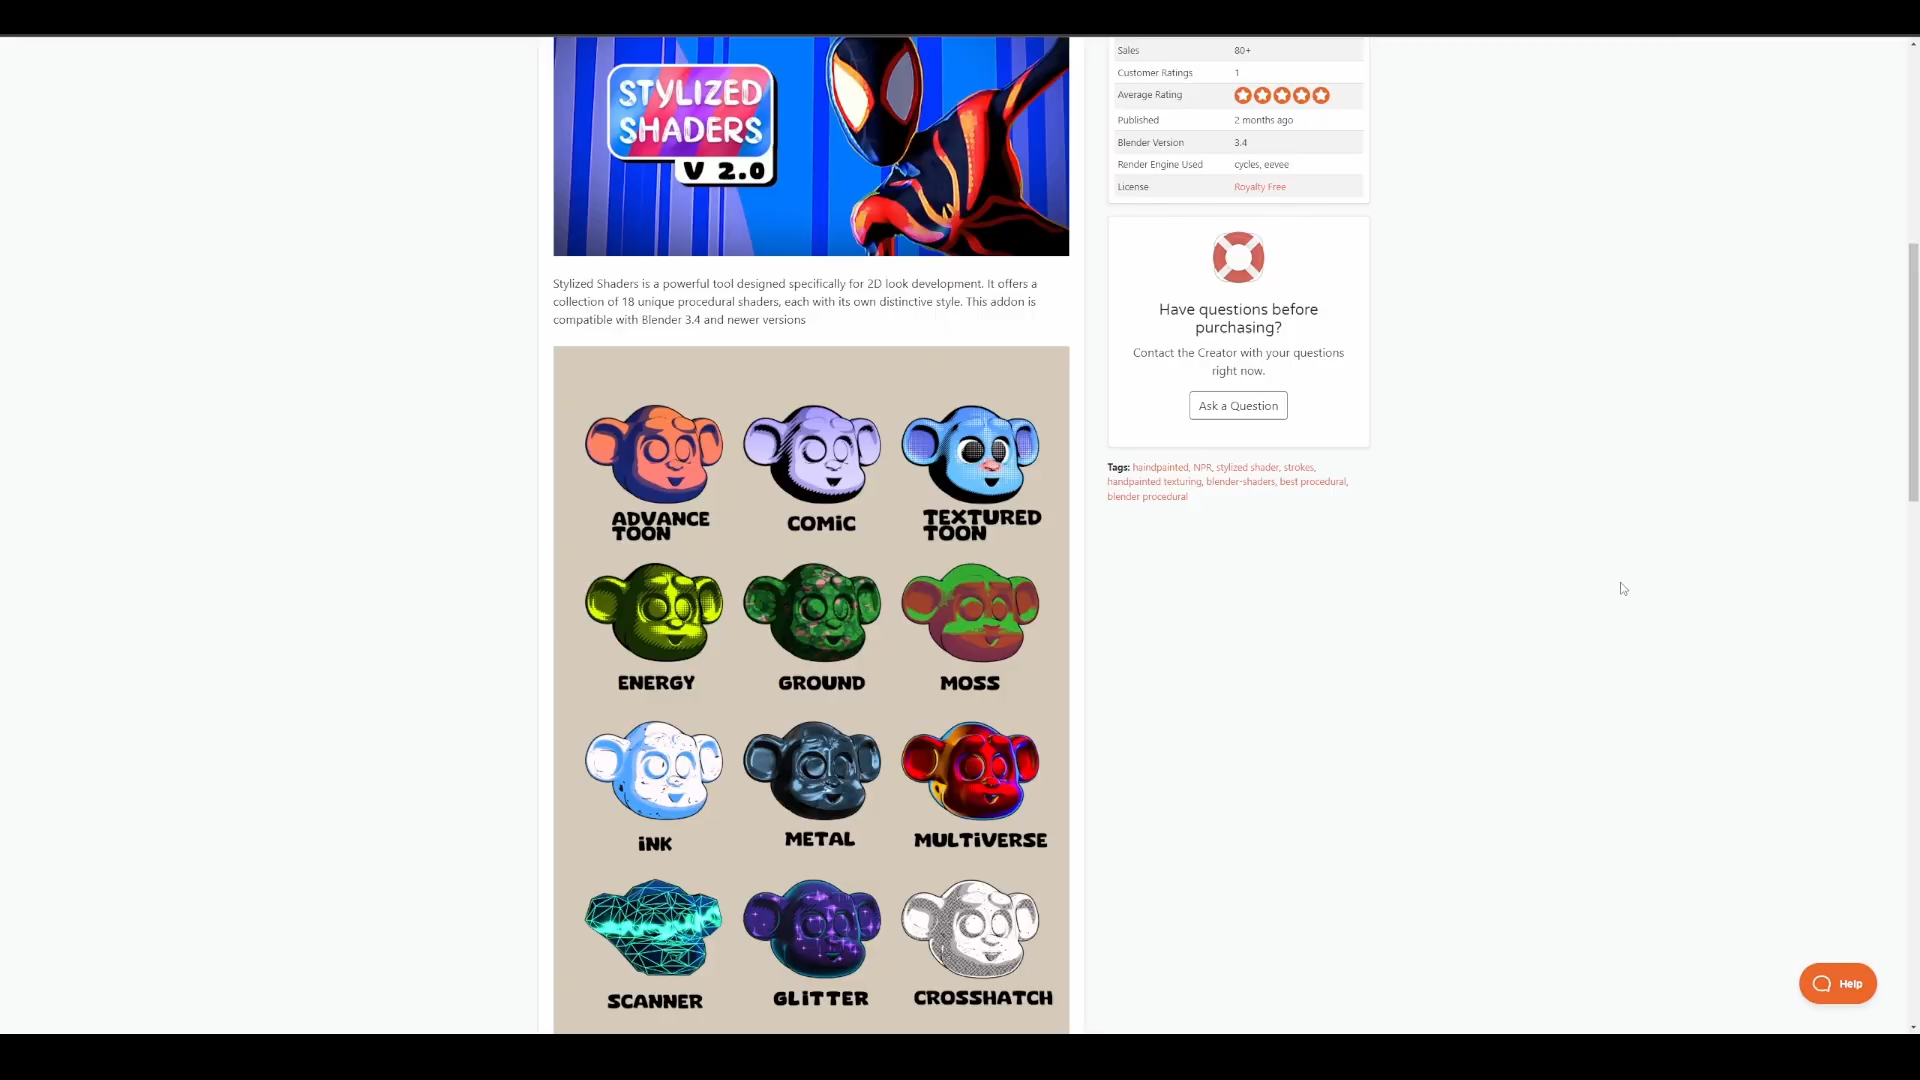 STYLIZED
SHADERS
V 2.0
Stylized Shaders is a powerful tool designed specifically for 2D look development. It offers a
collection of 18 unique procedural shaders, each with its own distinctive style. This addon is
compatible with Blender 3.4 and newer versions
ADVANCE
TOON
COMiC
TEXTURED
TOON
ENERGY
GROUND
MOSS
iNK
METAL
MULTiVERSE
SCANNER
GLiTTER
CROSSHATCH
Sales 80+
Customer Ratings 1
Average Rating
Published 2 months ago
Blender Version 3.4
Render Engine Used cycles, eevee
License Royalty Free
Have questions before
purchasing?
Contact the Creator with your questions
right now.
Ask a Question
Tags: haindpainted, NPR, stylized shader, strokes,
handpainted texturing, blender-shaders, best procedural,
blender procedural
Help